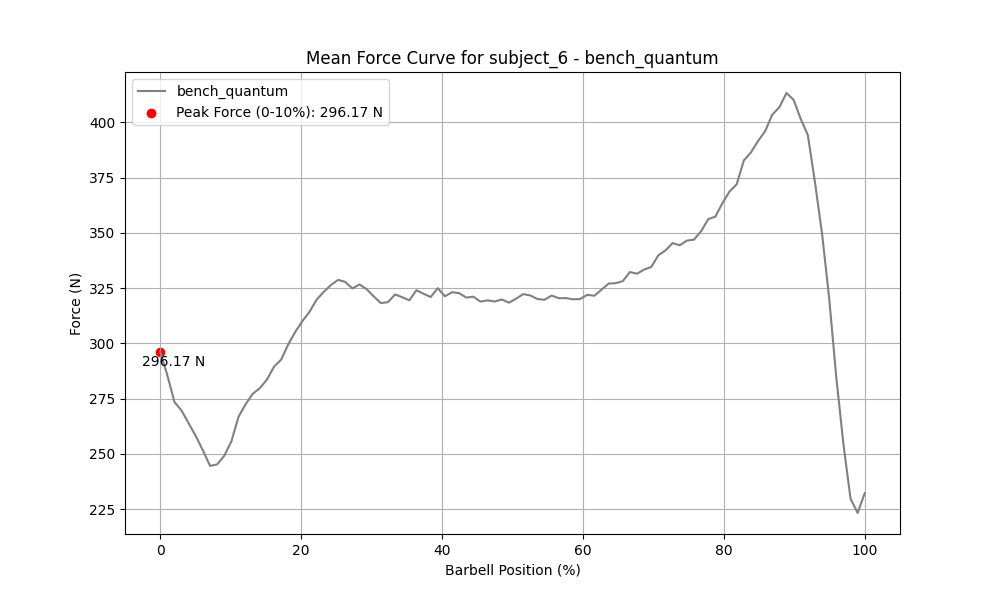 Mean Force Curve for subject_6 - bench_quantum
bench_quantum
Peak Force (0-10%): 296.17 N
Force (N)
400
375
350
325
300
275
250
225
296.17 N
0 20 40 60 80 100
Barbell Position (%)